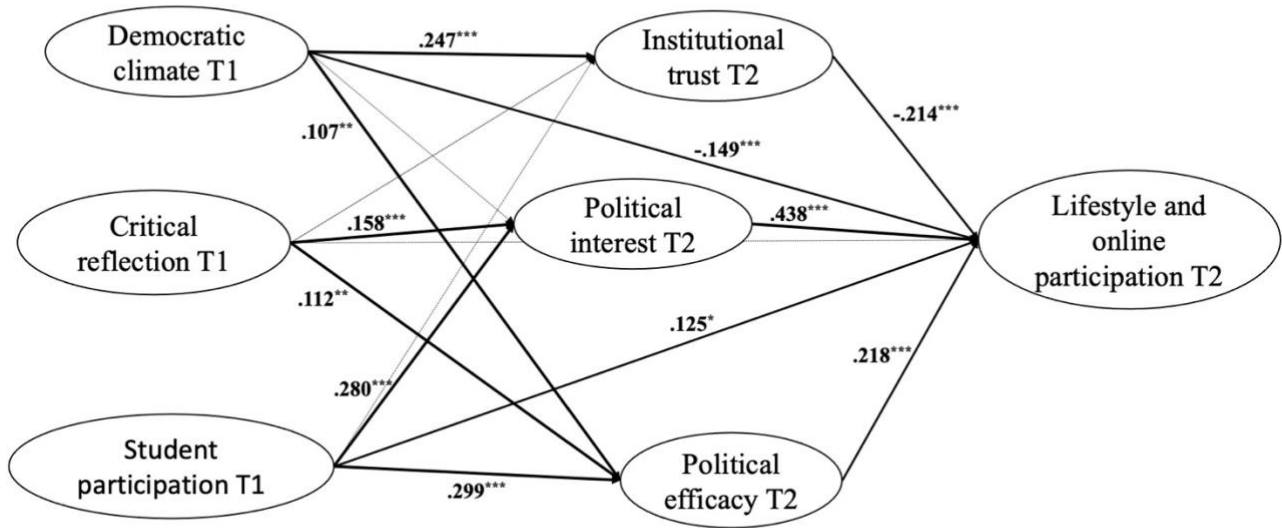 Democratic
climate T1
.247***
Institutional
trust T2
.107**
-.149***
-.214***
Critical
reflection T1
.158***
Political
interest T2
.438***
Lifestyle and
online
participation T2
.112**
.125*
.280***
.218***
Student
participation T1
.299***
Political
efficacy T2